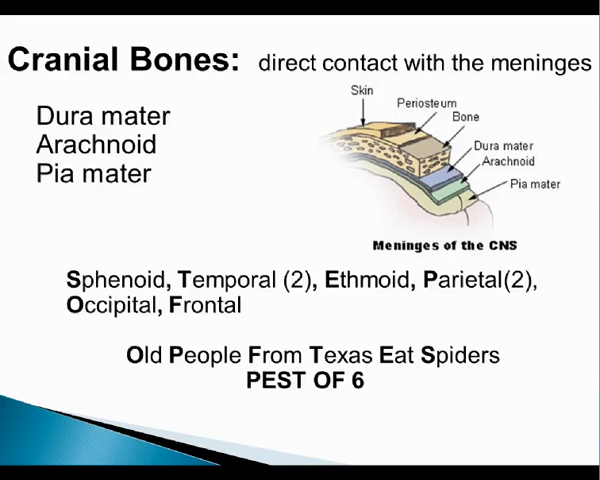 Cranial Bones: direct contact with the meninges
Dura mater
Arachnoid
Pia mater
Skin
Periosteum
Bone
Dura mater
Arachnoid
Pia mater
Meninges of the CNS
Sphenoid, Temporal (2), Ethmoid, Parietal(2),
Occipital, Frontal
Old People From Texas Eat Spiders
PEST OF 6